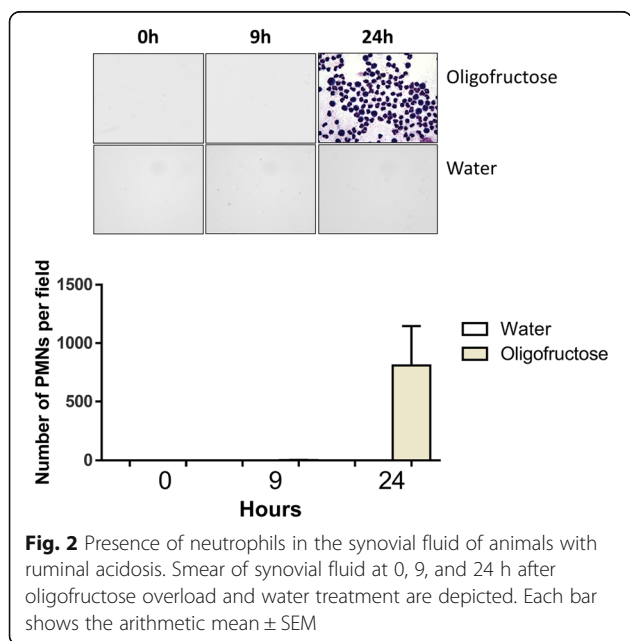 0h 9h 24h
Oligofructose
Water
Number of PMNs per field
1500
1000
500
0
Water
Oligofructose
0 9 24
Hours
Fig. 2 Presence of neutrophils in the synovial fluid of animals with
ruminal acidosis. Smear of synovial fluid at 0, 9, and 24 h after
oligofructose overload and water treatment are depicted. Each bar
shows the arithmetic mean ± SEM